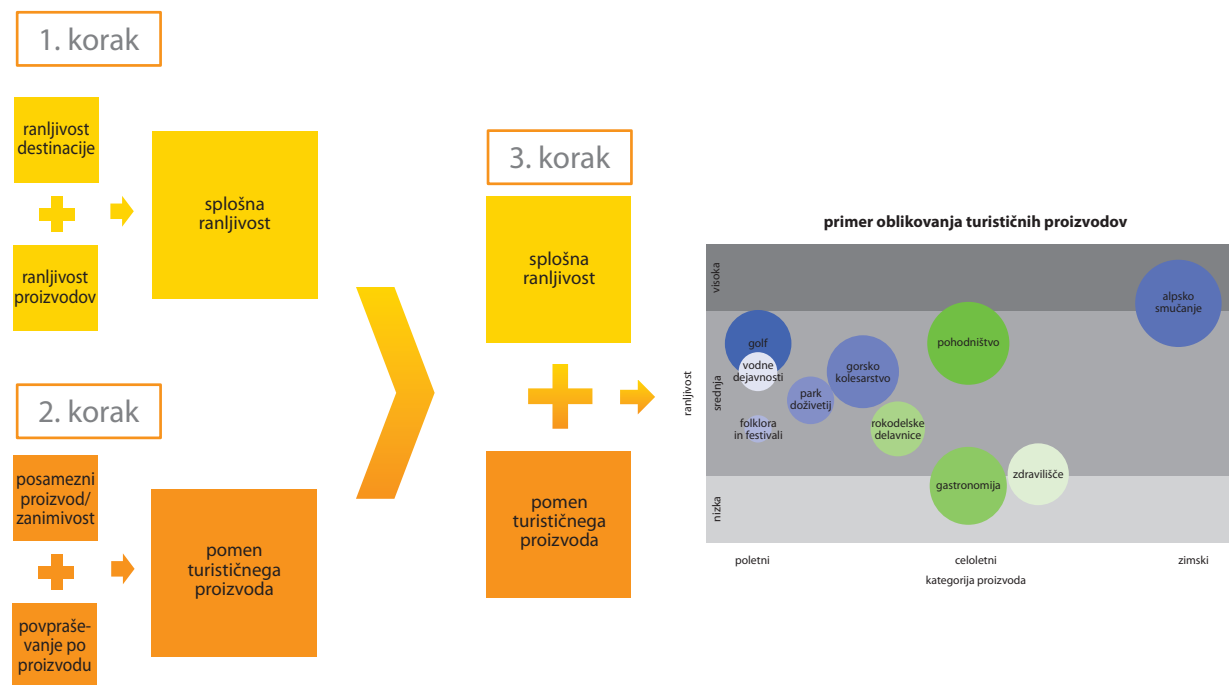 1. korak
ranljivost
destinacije
ranljivost
proizvodov
splošna
ranljivost
2. korak
posamezni
proizvod/
zanimivost
povpraše-
vanje po
proizvodu
pomen
turističnega
proizvoda
3. korak
splošna
ranljivost
pomen
turističnega
proizvoda
primer oblikovanja turističnih proizvodov
ranljivost
visoka
srednja
nizka
alpsko
smučanje
golf
vodne
dejavnosti
folklora
in festivali
park
doživetij
gorsko
kolesarstvo
rokodelske
delavnice
pohodništvo
gastronomija
zdravilišče
poletni
celoletni
zimski
kategorija proizvoda